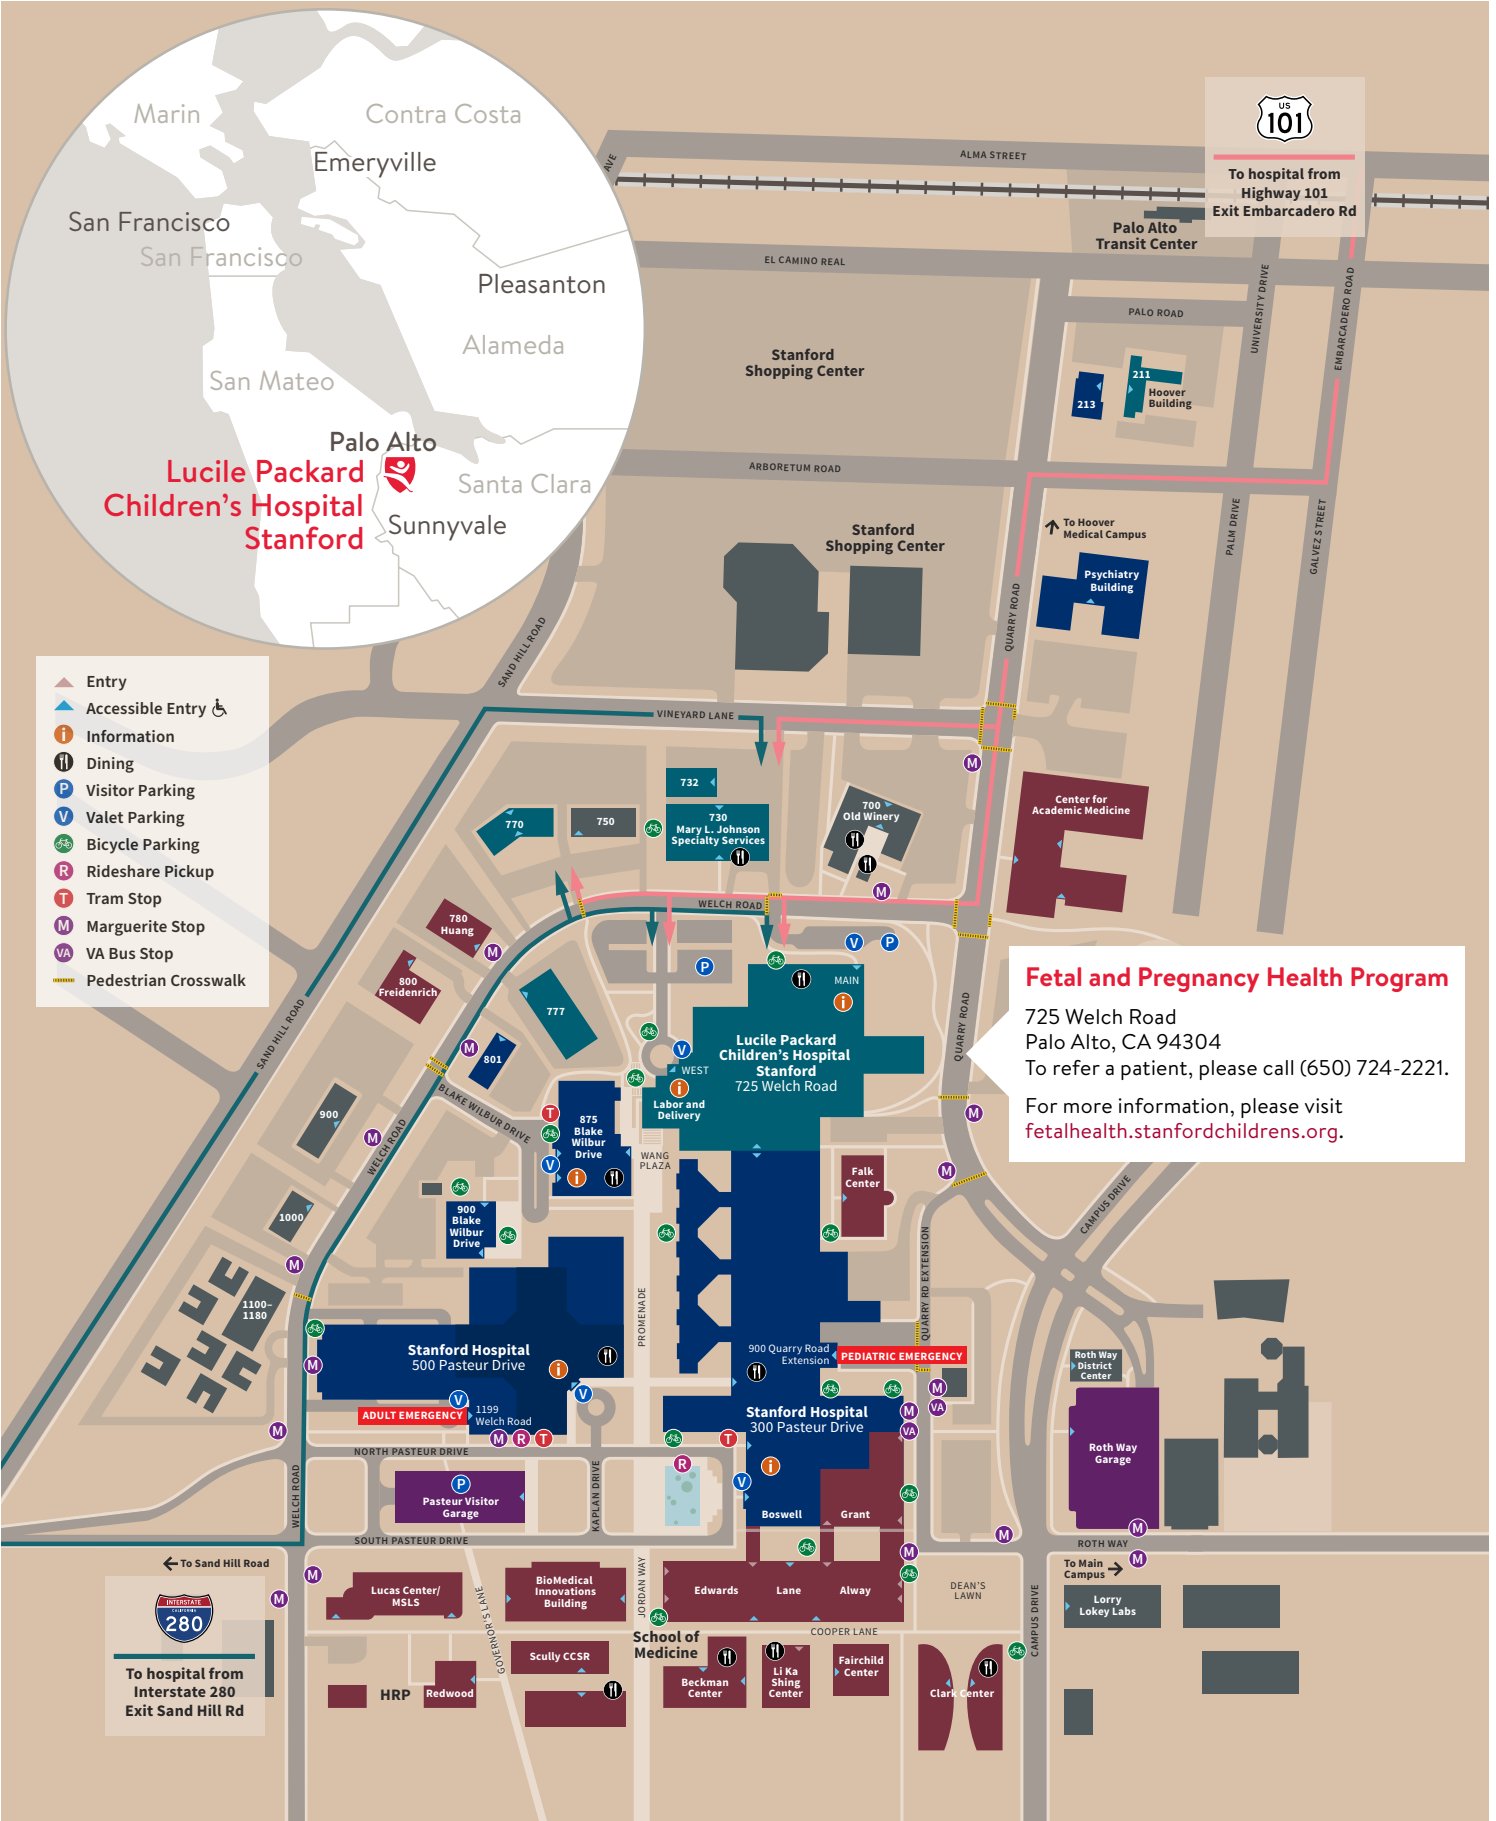 Marin
Contra Costa
Emeryville
San Francisco
San Francisco
Pleasanton
Alameda
San Mateo
Palo Alto
Lucile Packard
Children's Hospital
Stanford
Santa Clara
Sunnyvale
US
101
To hospital from
Highway 101
Exit Embarcadero Rd
AVE
ALMA STREET
Palo Alto
Transit Center
EL CAMINO REAL
PALO ROAD
UNIVERSITY DRIVE
EMBARCADERO ROAD
Stanford
Shopping Center
211
213
Hoover
Building
ARBORETUM ROAD
Stanford
Shopping Center
To Hoover
Medical Campus
PALM DRIVE
GALVEZ STREET
Psychiatry
Building
QUARRY ROAD
SAND HILL ROAD
Entry
Accessible Entry
i Information
Dining
P Visitor Parking
V Valet Parking
Bicycle Parking
R Rideshare Pickup
T Tram Stop
M Marguerite Stop
VA VA Bus Stop
Pedestrian Crosswalk
VINEYARD LANE
M
732
730
Mary L. Johnson
Specialty Services
770
750
700
Old Winery
Center for
Academic Medicine
M
WELCH ROAD
780
Huang
M
800
Freidenrich
777
801
M
P
V
P
MAIN
i
Lucile Packard
Children's Hospital
Stanford
725 Welch Road
V
WEST
i
Labor and
Delivery
QUARRY ROAD
Fetal and Pregnancy Health Program
725 Welch Road
Palo Alto, CA 94304
To refer a patient, please call (650) 724-2221.
For more information, please visit
fetalhealth.stanfordchildrens.org.
SAND HILL ROAD
BLAKE WILBUR DRIVE
900
M
WELCH ROAD
T
V
875
Blake
Wilbur
Drive
i
WANG
PLAZA
M
M
Falk
Center
CAMPUS DRIVE
1000
900
Blake
Wilbur
Drive
M
1100–
1180
PROMENADE
QUARRY RD EXTENSION
Stanford Hospital
500 Pasteur Drive
i
M
900 Quarry Road
Extension
PEDIATRIC EMERGENCY
Roth Way
District
Center
V
V
ADULT EMERGENCY
1199
Welch Road
M R T
M
M
VA
M
VA
Stanford Hospital
300 Pasteur Drive
T
R
V
i
Boswell
Grant
NORTH PASTEUR DRIVE
P
Pasteur Visitor
Garage
KAPLAN DRIVE
WELCH ROAD
SOUTH PASTEUR DRIVE
Roth Way
Garage
M
M
ROTH WAY
To Main
Campus
M
M
To Sand Hill Road
INTERSTATE
CALIFORNIA
280
To hospital from
Interstate 280
Exit Sand Hill Rd
M
M
Lucas Center/
MSLS
GOVERNOR'S LANE
BioMedical
Innovations
Building
JORDAN WAY
Edwards
Lane
Alway
DEAN'S
LAWN
CAMPUS DRIVE
Lorry
Lokey Labs
COOPER LANE
School of
Medicine
Scully CCSR
HRP
Redwood
Beckman
Center
Li Ka
Shing
Center
Fairchild
Center
Clark Center